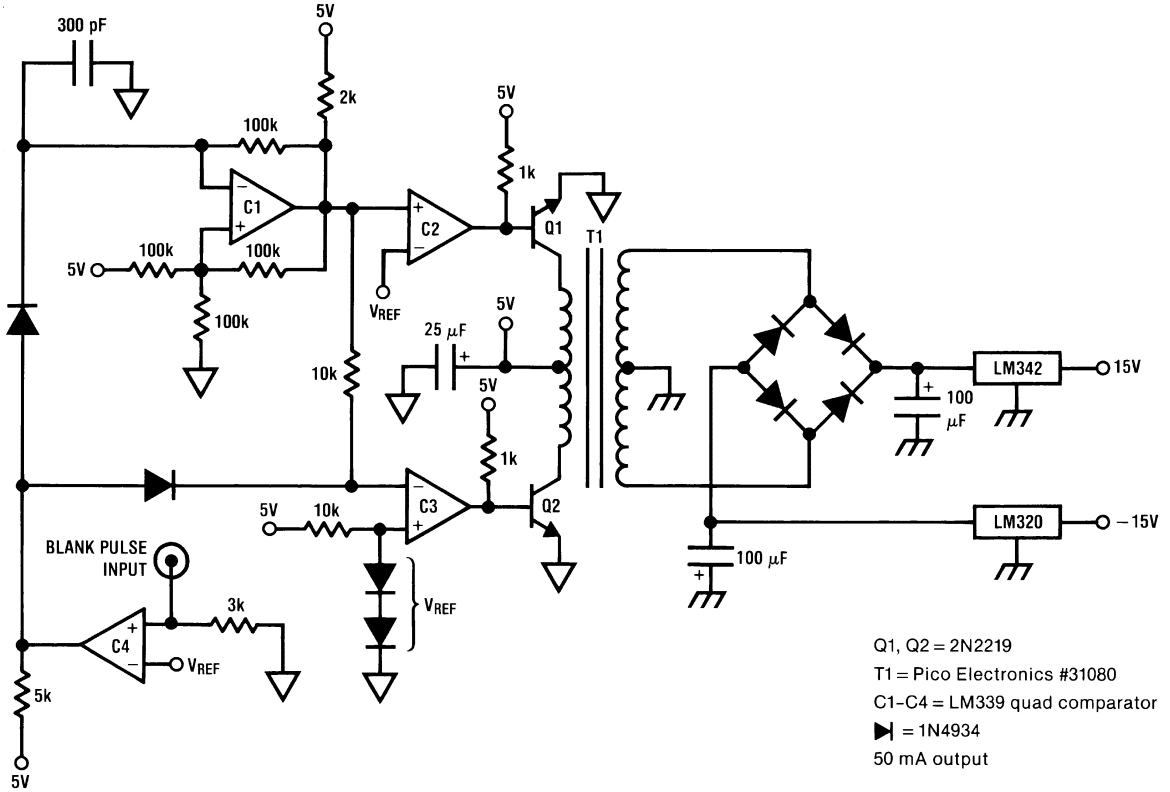 5V
300 pF
2k
100k
5V
1k
C1
−
+
C2
+
−
Q1
T1
5V
100k
100k
100k
VREF
5V
25 μF
+
10k
5V
LM342
15V
+
100
μF
1k
−
C3
+
Q2
5V
10k
LM320
−15V
BLANK PULSE
INPUT
100 μF
+
VREF
3k
C4
+
−
VREF
5k
5V
Q1, Q2 = 2N2219
T1 = Pico Electronics #31080
C1–C4 = LM339 quad comparator
= 1N4934
50 mA output